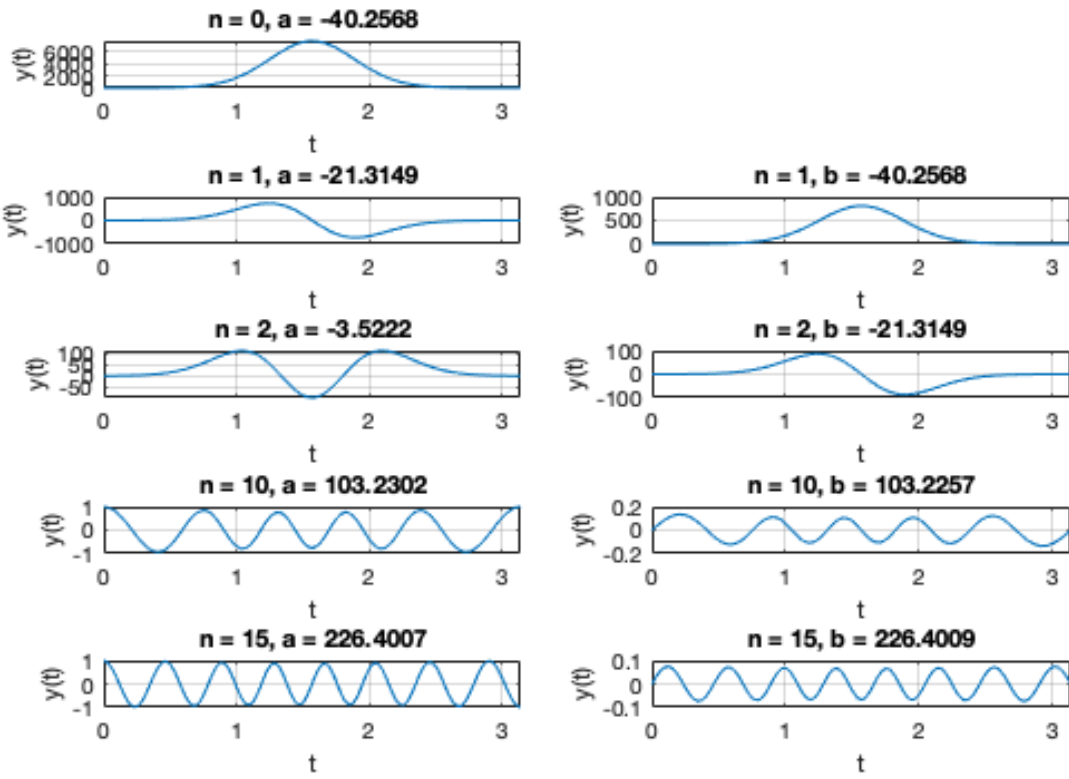 n = 0, a = -40.2568
y(t)
6000
4000
2000
0
0 1 2 3
t
n = 1, a = -21.3149
y(t)
1000
0
-1000
0 1 2 3
t
n = 1, b = -40.2568
y(t)
1000
500
0
0 1 2 3
t
n = 2, a = -3.5222
y(t)
100
50
0
-50
0 1 2 3
t
n = 2, b = -21.3149
y(t)
100
0
-100
0 1 2 3
t
n = 10, a = 103.2302
y(t)
1
0
-1
0 1 2 3
t
n = 10, b = 103.2257
y(t)
0.2
0
-0.2
0 1 2 3
t
n = 15, a = 226.4007
y(t)
1
0
-1
0 1 2 3
t
n = 15, b = 226.4009
y(t)
0.1
0
-0.1
0 1 2 3
t